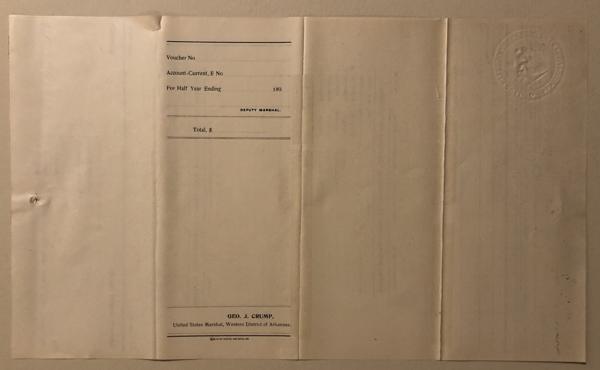 Voucher No
Account-Current, E No
For Half Year Ending 189
DEPUTY MARSHAL.
Total, $
GEO. J. CRUMP,
United States Marshal, Western District of Arkansas.